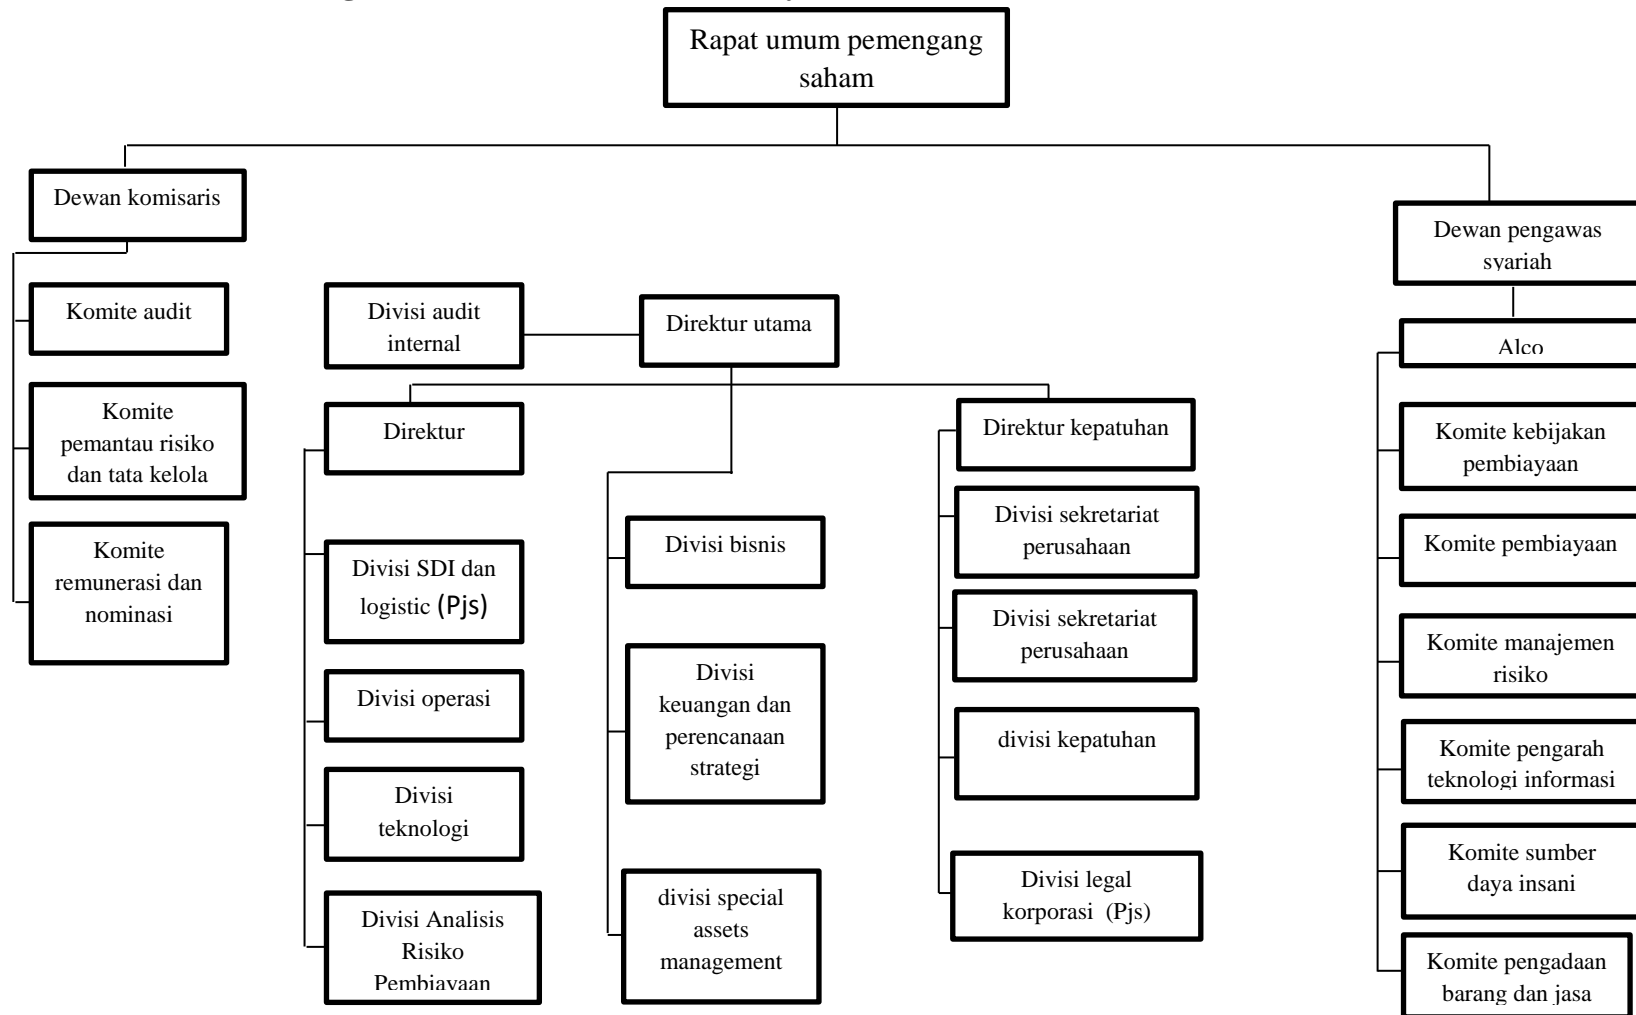 Rapat umum pemengang
saham
Dewan komisaris
Dewan pengawas
syariah
Komite audit
Komite
pemantau risiko
dan tata kelola
Komite
remunerasi dan
nominasi
Divisi audit
internal
Direktur utama
Direktur
Divisi SDI dan
logistic (Pjs)
Divisi operasi
Divisi
teknologi
Divisi Analisis
Risiko
Pembiayaan
Divisi bisnis
Divisi
keuangan dan
perencanaan
strategi
divisi special
assets
management
Direktur kepatuhan
Divisi sekretariat
perusahaan
Divisi sekretariat
perusahaan
divisi kepatuhan
Divisi legal
korporasi (Pjs)
Alco
Komite kebijakan
pembiayaan
Komite pembiayaan
Komite manajemen
risiko
Komite pengarah
teknologi informasi
Komite sumber
daya insani
Komite pengadaan
barang dan jasa